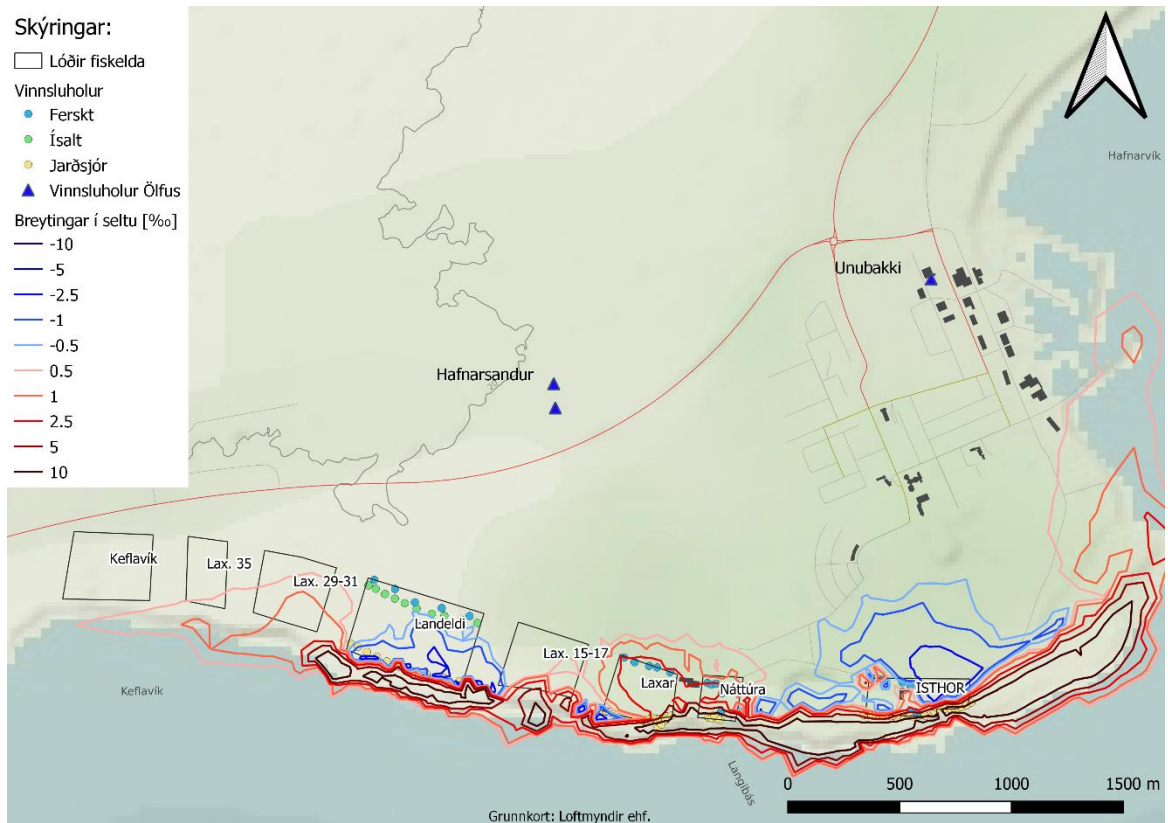 Skýringar:
Lóðir fiskelda
Vinnsluholur
Ferskt
Ísalt
Jarðsjór
Vinnsluholur Ölfus
Breytingar í seltu [‰]
-10
-5
-2.5
-1
-0.5
0.5
1
2.5
5
10
Hafnarvík
Unubakki
Hafnarsandur
Keflavík
Lax. 35
Lax. 29-31
Landeldi
Lax. 15-17
Laxar
Náttúra
ISTHOR
Keflavík
Langibás
0 500 1000 1500 m
Grunnkort: Loftmyndir ehf.